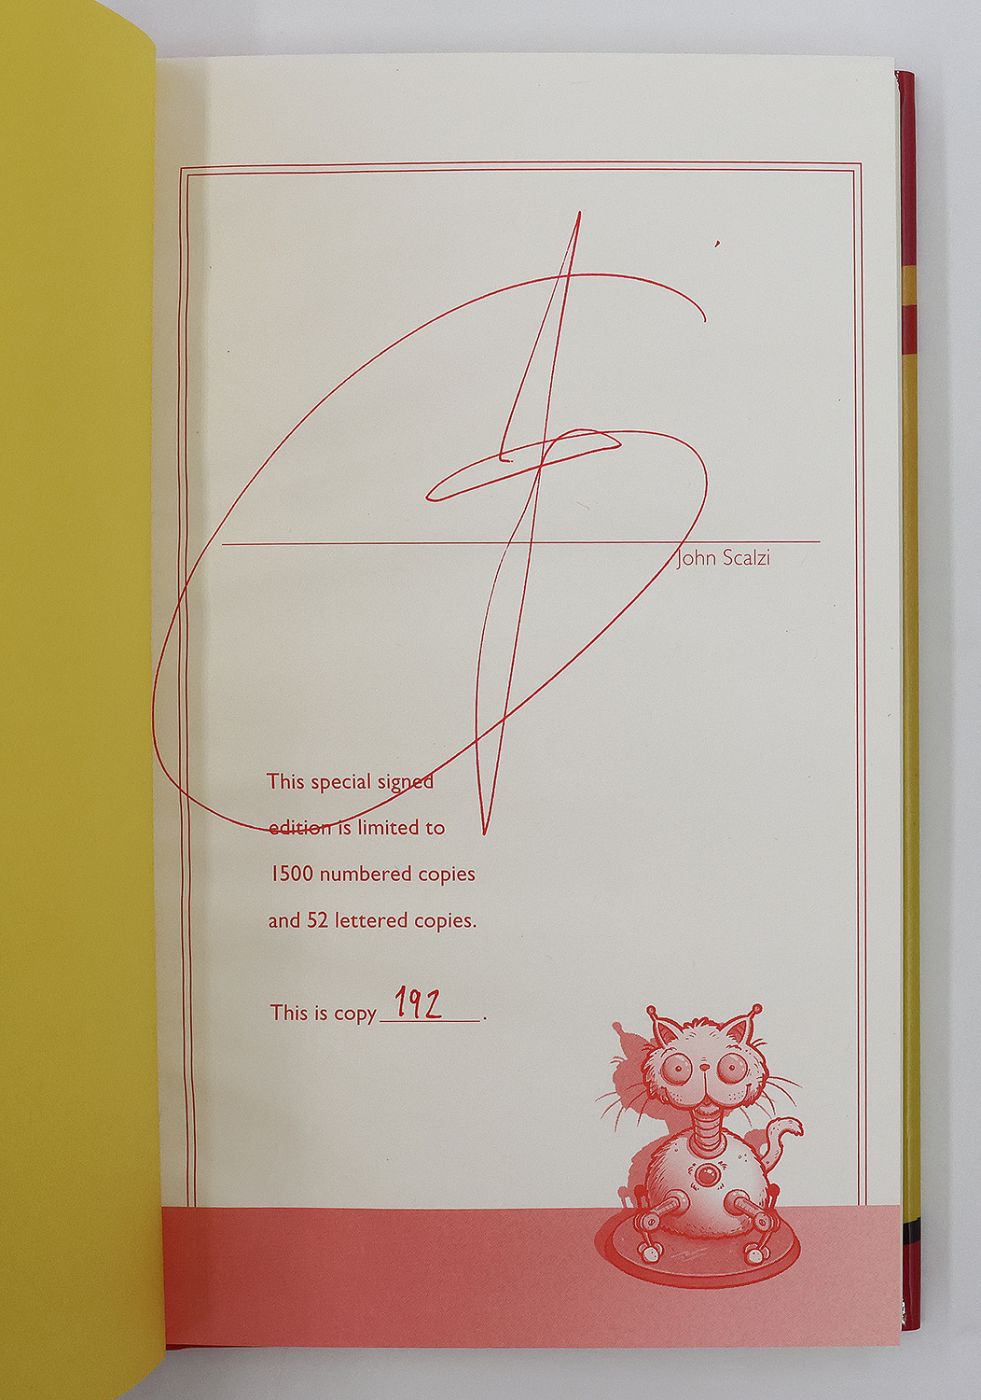 John Scalzi
This special signed
edition is limited to
1500 numbered copies
and 52 lettered copies.
This is copy 192.